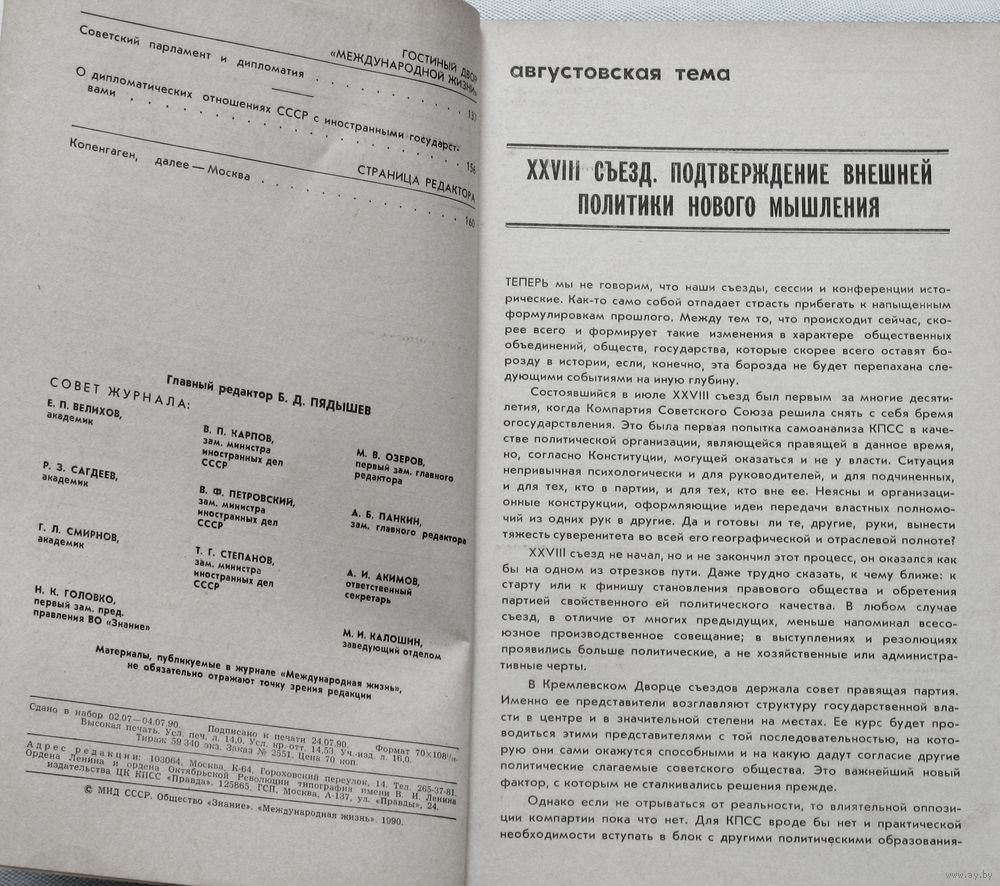 ГОСТИНЫЙ ДВОР
«МЕЖДУНАРОДНОЙ ЖИЗНИ»
Советский парламент и дипломатия . . . . . . . . . . . 137
О дипломатических отношениях СССР с иностранными государст-
вами . . . . . . . . . . . . . . . . . . . 156
СТРАНИЦА РЕДАКТОРА
Копенгаген, далее — Москва . . . . . . . . . . . . 160
Главный редактор Б. Д. ПЯДЫШЕВ
СОВЕТ ЖУРНАЛА:
Е. П. ВЕЛИХОВ,
академик
Р. З. САГДЕЕВ,
академик
Г. Л. СМИРНОВ,
академик
Н. К. ГОЛОВКО,
первый зам. пред.
правления ВО «Знание»
В. П. КАРПОВ,
зам. министра
иностранных дел
СССР
В. Ф. ПЕТРОВСКИЙ,
зам. министра
иностранных дел
СССР
Т. Г. СТЕПАНОВ,
зам. министра
иностранных дел
СССР
М. В. ОЗЕРОВ,
первый зам. главного
редактора
А. Б. ПАНКИН,
зам. главного редактора
А. И. АКИМОВ,
ответственный
секретарь
М. И. КАЛОШИН,
заведующий отделом
Материалы, публикуемые в журнале «Международная жизнь»,
не обязательно отражают точку зрения редакции
Сдано в набор 02.07—04.07.90. Подписано к печати 24.07.90. Формат 70×108¹/₁₆.
Высокая печать. Усл. печ. л. 14,0. Усл. кр.-отт. 14,53. Уч.-изд. л. 16,0.
Тираж 59 340 экз. Заказ № 2551. Цена 70 коп.
Адрес редакции: 103064, Москва, К-64, Гороховский переулок, 14. Тел. 265-37-81.
Ордена Ленина и ордена Октябрьской Революции типография имени В. И. Ленина
издательства ЦК КПСС «Правда». 125865, ГСП, Москва, А-137, ул. «Правды», 24.
© МИД СССР. Общество «Знание». «Международная жизнь». 1990.
августовская тема
XXVIII СЪЕЗД. ПОДТВЕРЖДЕНИЕ ВНЕШНЕЙ
ПОЛИТИКИ НОВОГО МЫШЛЕНИЯ
ТЕПЕРЬ мы не говорим, что наши съезды, сессии и конференции исто-
рические. Как-то само собой отпадает страсть прибегать к напыщенным
формулировкам прошлого. Между тем то, что происходит сейчас, ско-
рее всего и формирует такие изменения в характере общественных
объединений, обществ, государства, которые скорее всего оставят бо-
розду в истории, если, конечно, эта борозда не будет перепахана сле-
дующими событиями на иную глубину.
Состоявшийся в июле XXVIII съезд был первым за многие десяти-
летия, когда Компартия Советского Союза решила снять с себя бремя
огосударствления. Это была первая попытка самоанализа КПСС в каче-
стве политической организации, являющейся правящей в данное время,
но, согласно Конституции, могущей оказаться и не у власти. Ситуация
непривычная психологически и для руководителей, и для подчиненных,
и для тех, кто в партии, и для тех, кто вне ее. Неясны и организаци-
онные конструкции, оформляющие идеи передачи властных полномо-
чий из одних рук в другие. Да и готовы ли те, другие, руки, вынести
тяжесть суверенитета во всей его географической и отраслевой полноте?
XXVIII съезд не начал, но и не закончил этот процесс, он оказался как
бы на одном из отрезков пути. Даже трудно сказать, к чему ближе: к
старту или к финишу становления правового общества и обретения
партией свойственного ей политического качества. В любом случае
съезд, в отличие от многих предыдущих, меньше напоминал всесо-
юзное производственное совещание; в выступлениях и резолюциях
проявились больше политические, а не хозяйственные или администра-
тивные черты.
В Кремлевском Дворце съездов держала совет правящая партия.
Именно ее представители возглавляют структуру государственной вла-
сти в центре и в значительной степени на местах. Ее курс будет про-
водиться этими представителями с той последовательностью, на кото-
рую они сами окажутся способными и на какую дадут согласие другие
политические слагаемые советского общества. Это важнейший новый
фактор, с которым не сталкивались решения прежде.
Однако если не отрываться от реальности, то влиятельной оппози-
ции компартии пока что нет. Для КПСС вроде бы нет и практической
необходимости вступать в блок с другими политическими образования-
www.ay.by